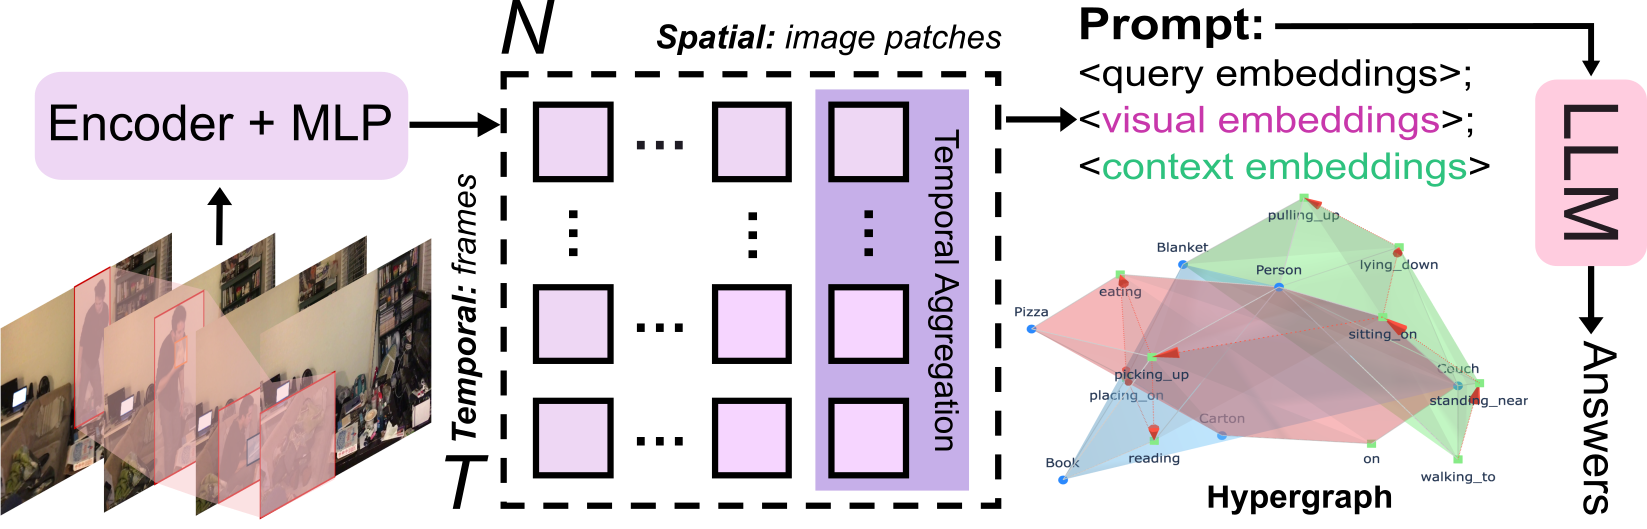 N
Spatial: image patches
Prompt:
<query embeddings>;
<visual embeddings>;
<context embeddings>
Encoder + MLP
LLM
Temporal: frames
T
Temporal Aggregation
pulling_up
Blanket
Person
lying_down
eating
Pizza
sitting_on
picking_up
Couch
placing_on
standing_near
Carton
Book
reading
on
walking_to
Hypergraph
Answers